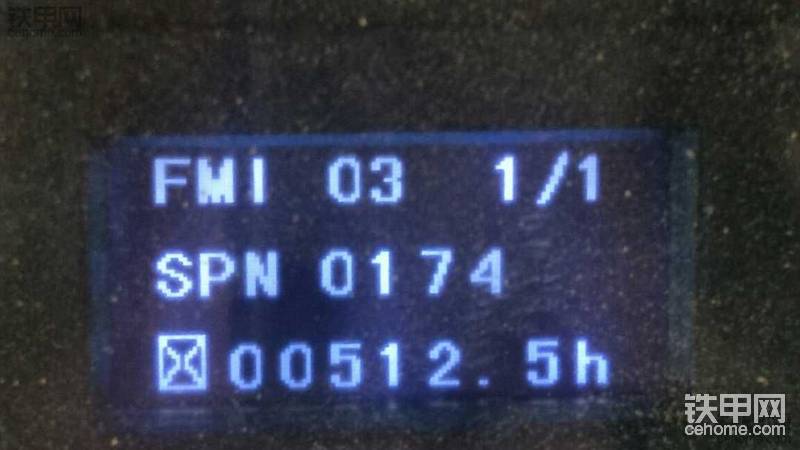 铁甲网
cehome.com
FMI 03 1/1
SPN 0174
00512.5h
铁甲网
cehome.com